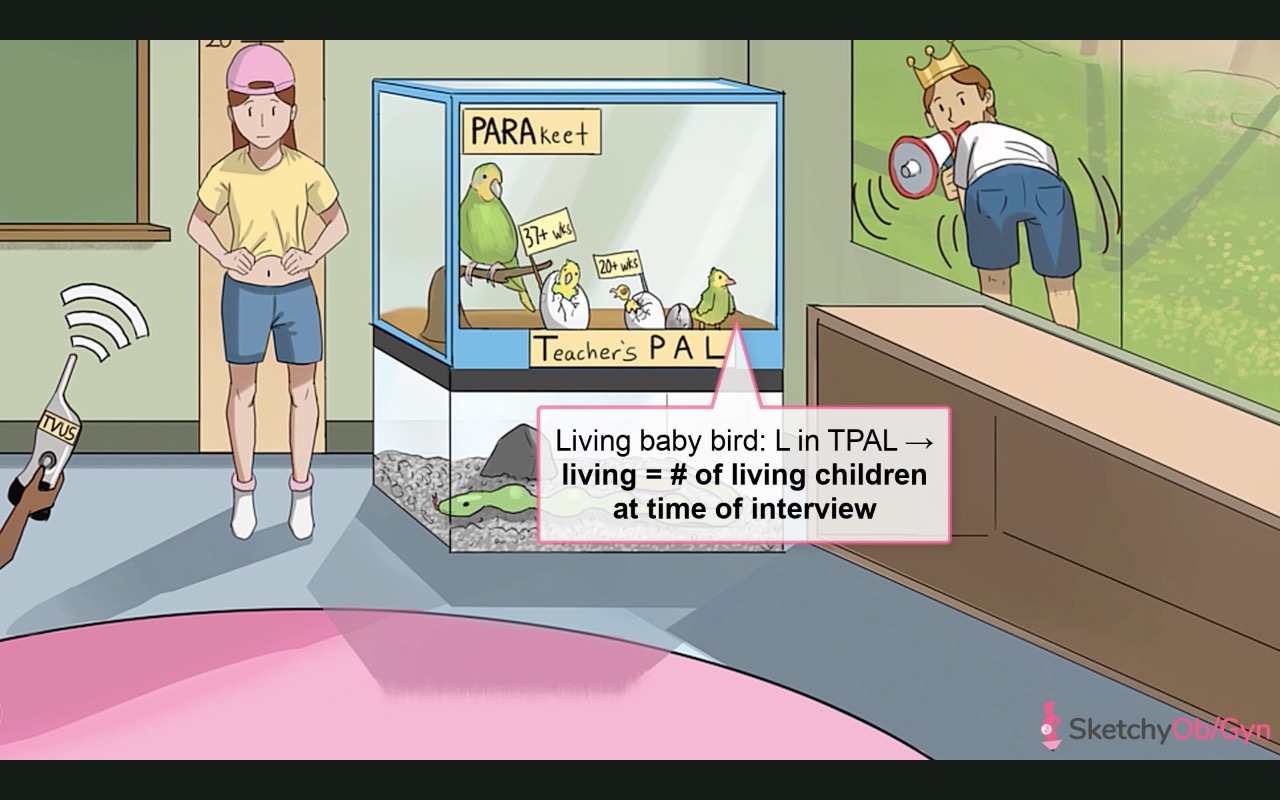 20
PARAkeet
37+ wks
20+ wks
Teacher's PAL
TVUS
Living baby bird: L in TPAL →
living = # of living children
at time of interview
SketchyOb/Gyn